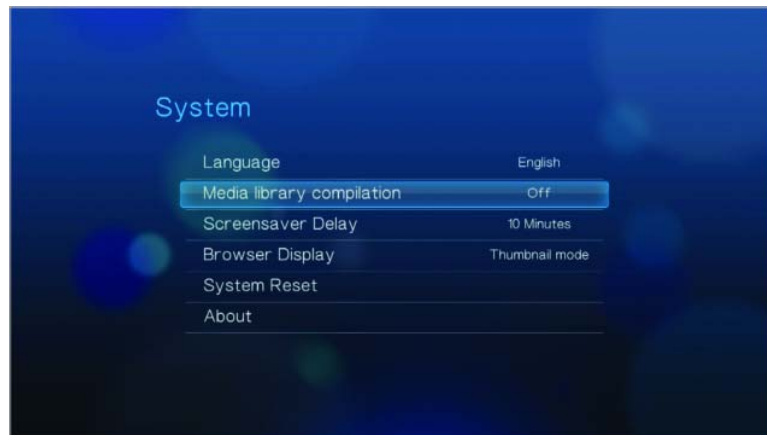 System
Language English
Media library compilation Off
Screensaver Delay 10 Minutes
Browser Display Thumbnail mode
System Reset
About